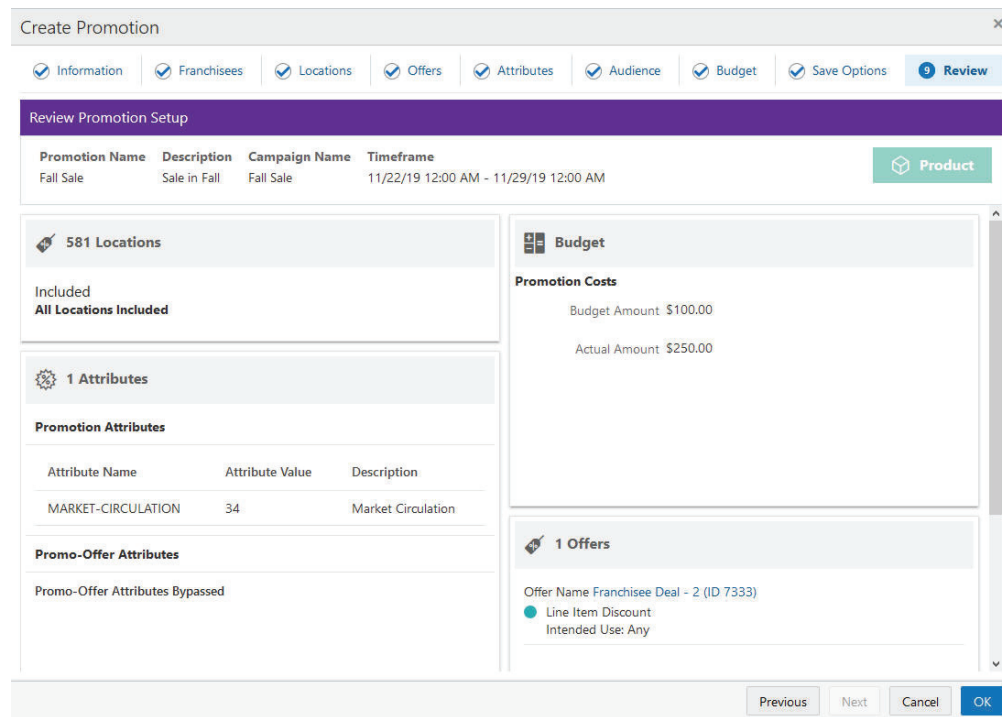 Create Promotion
Information Franchisees Locations Offers Attributes Audience Budget Save Options 9 Review
Review Promotion Setup
Promotion Name Description Campaign Name Timeframe
Fall Sale Sale in Fall Fall Sale 11/22/19 12:00 AM - 11/29/19 12:00 AM
Product
581 Locations
Included
All Locations Included
1 Attributes
Promotion Attributes
Attribute Name Attribute Value Description
MARKET-CIRCULATION 34 Market Circulation
Promo-Offer Attributes
Promo-Offer Attributes Bypassed
Budget
Promotion Costs
Budget Amount $100.00
Actual Amount $250.00
1 Offers
Offer Name Franchisee Deal - 2 (ID 7333)
Line Item Discount
Intended Use: Any
Previous Next Cancel OK